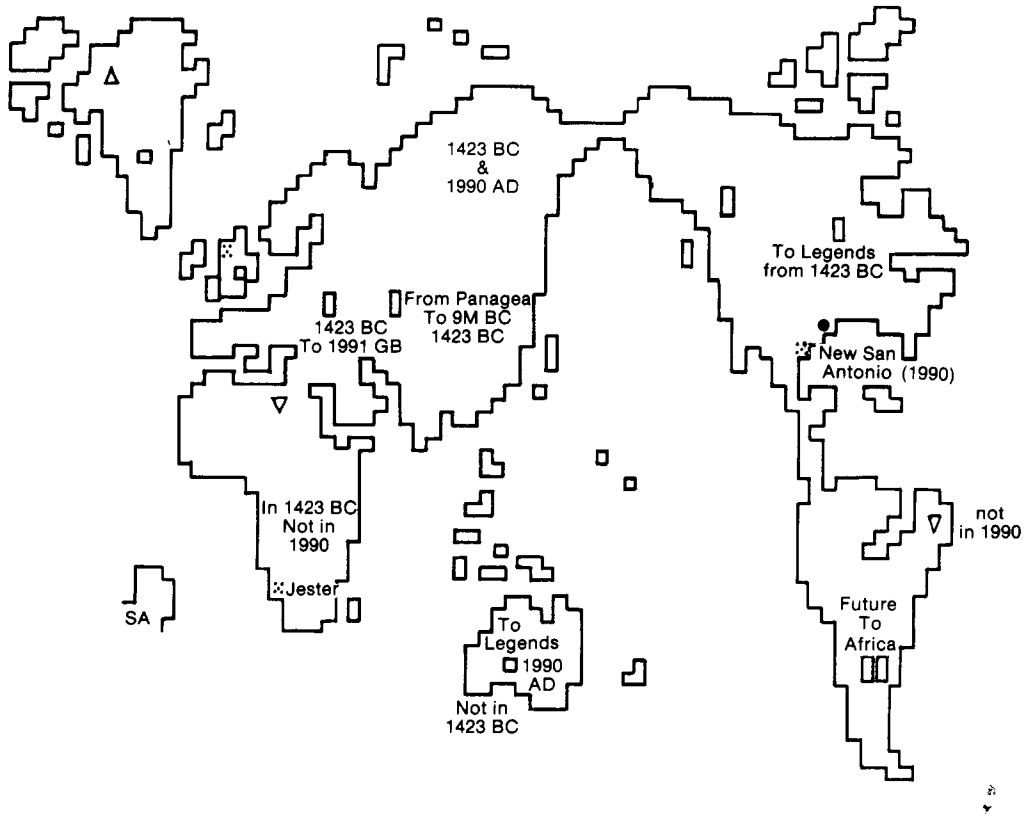 1423 BC
&
1990 AD
To Legends
from 1423 BC
From Panagea
To 9M BC
1423 BC
1423 BC
To 1991 GB
New San
Antonio (1990)
In 1423 BC
Not in
1990
not
in 1990
Jester
SA
Future
To
Africa
To
Legends
1990
AD
Not in
1423 BC